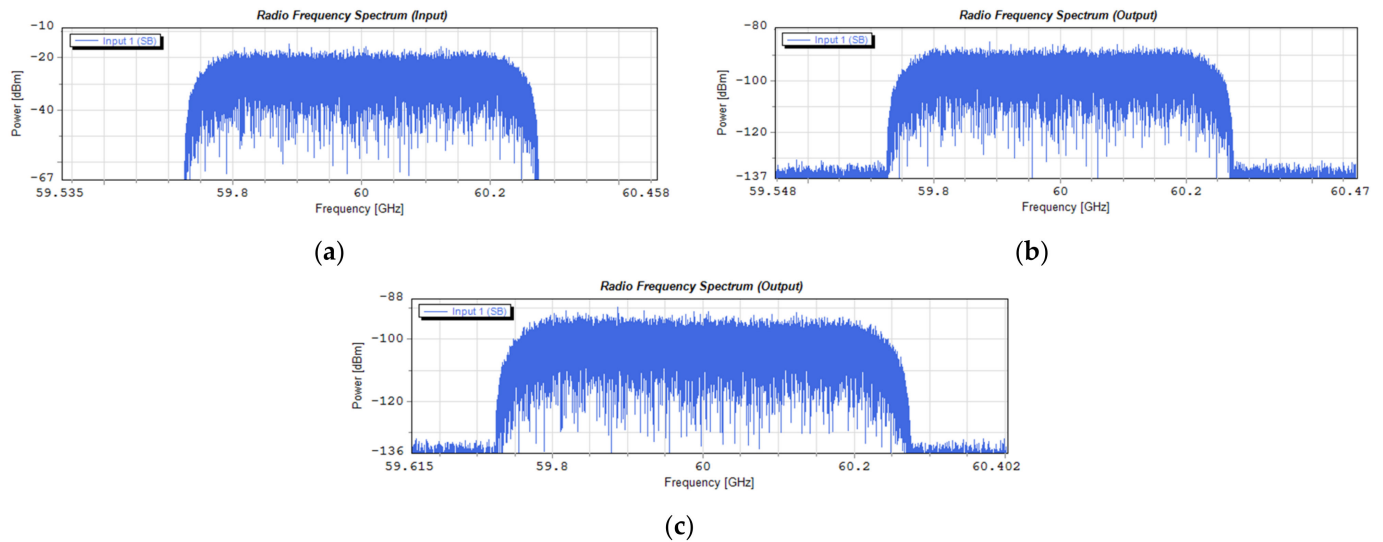 Radio Frequency Spectrum (Input)
-10
Input 1 (SB)
-20
-40
-67
Power [dBm]
59.535
59.8
60
60.2
60.458
Frequency [GHz]
(a)
Radio Frequency Spectrum (Output)
-80
Input 1 (SB)
-100
-120
-137
Power [dBm]
59.548
59.8
60
60.2
60.47
Frequency [GHz]
(b)
Radio Frequency Spectrum (Output)
-88
Input 1 (SB)
-100
-120
-136
Power [dBm]
59.615
59.8
60
60.2
60.402
Frequency [GHz]
(c)